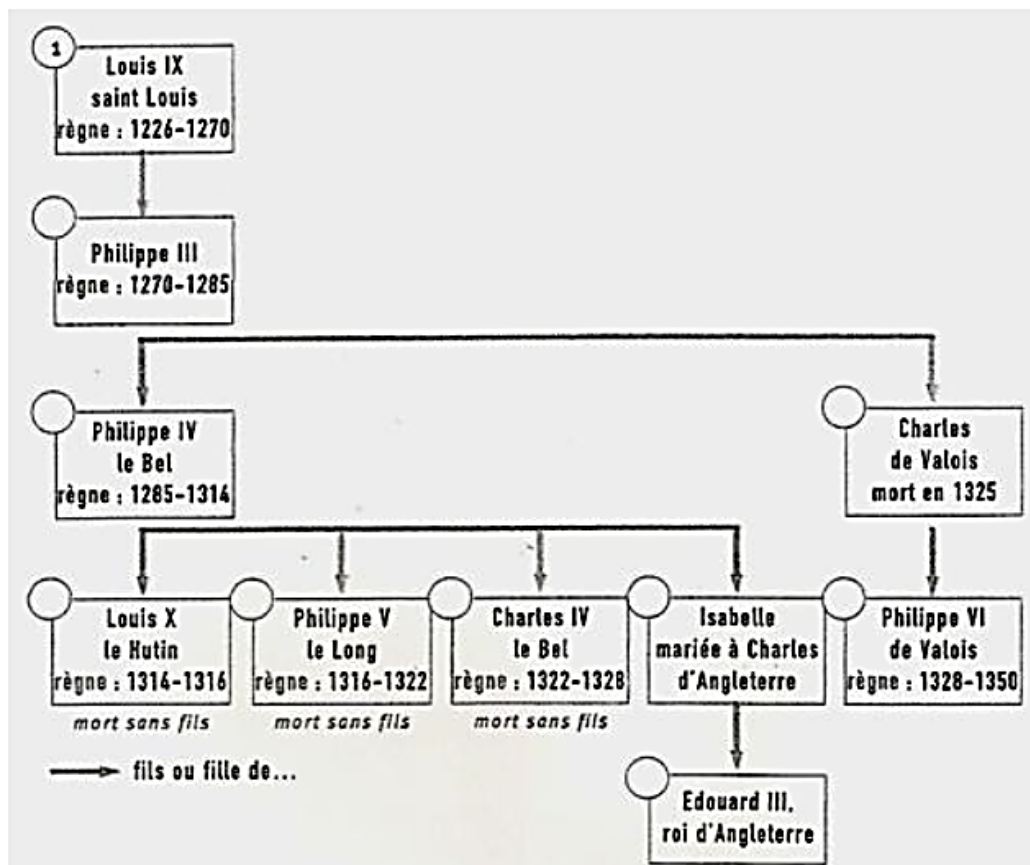 1
Louis IX
saint Louis
règne : 1226-1270
Philippe III
règne : 1270-1285
Philippe IV
le Bel
règne : 1285-1314
Charles
de Valois
mort en 1325
Louis X
le Hutin
règne : 1314-1316
mort sans fils
Philippe V
le Long
règne : 1316-1322
mort sans fils
Charles IV
le Bel
règne : 1322-1328
mort sans fils
Isabelle
mariée à Charles
d'Angleterre
Philippe VI
de Valois
règne : 1328-1350
fils ou fille de...
Edouard III,
roi d'Angleterre